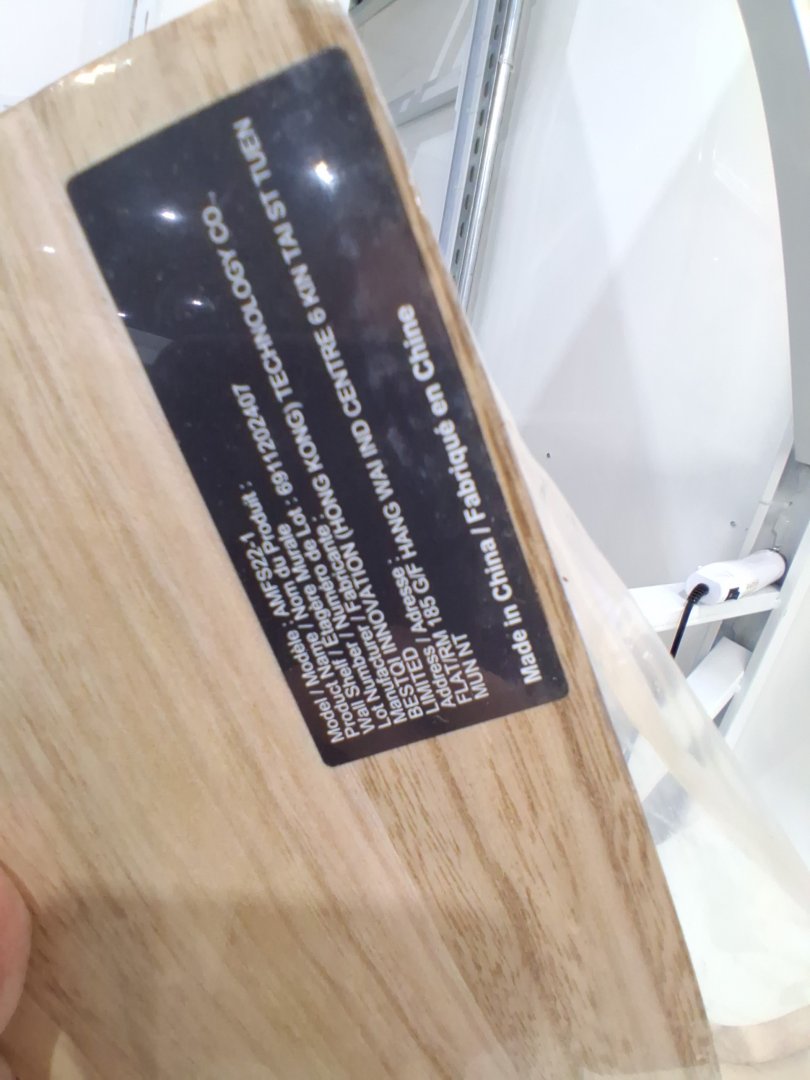 Model / Modèle : AMFS22-1
Product Name / Nom du Produit :
Wall Shelf / Étagère Murale
Lot Number / Numéro de Lot : 6911202407
Manufacturer / Fabricante :
BESTQI INNOVATION (HONG KONG) TECHNOLOGY CO.,
LIMITED
Address / Adresse :
FLAT/RM 185 G/F HANG WAI IND CENTRE 6 KIN TAI ST TUEN
MUN NT
Made in China / Fabriqué en Chine